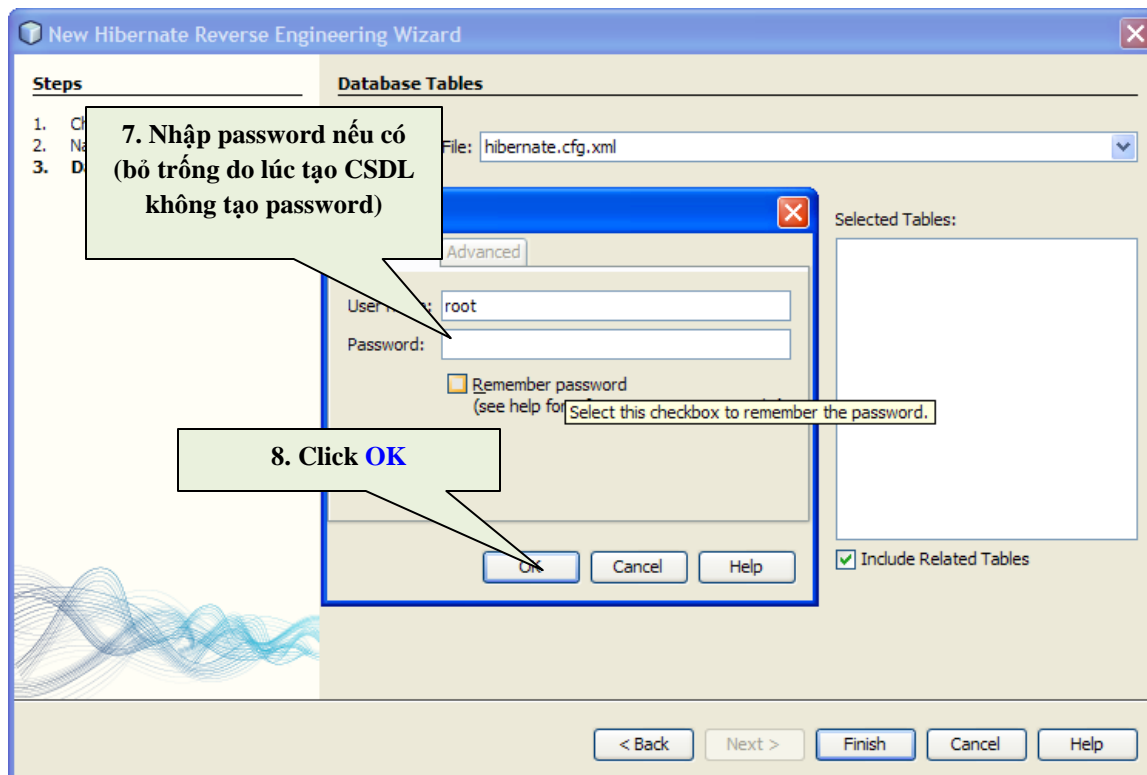 New Hibernate Reverse Engineering Wizard
Steps
1.
2.
3.
Database Tables
File: hibernate.cfg.xml
7. Nhập password nếu có
(bỏ trống do lúc tạo CSDL
không tạo password)
Selected Tables:
Advanced
root
Password:
Remember password
(see help for
Select this checkbox to remember the password.
8. Click OK
OK
Cancel
Help
Include Related Tables
< Back
Next >
Finish
Cancel
Help